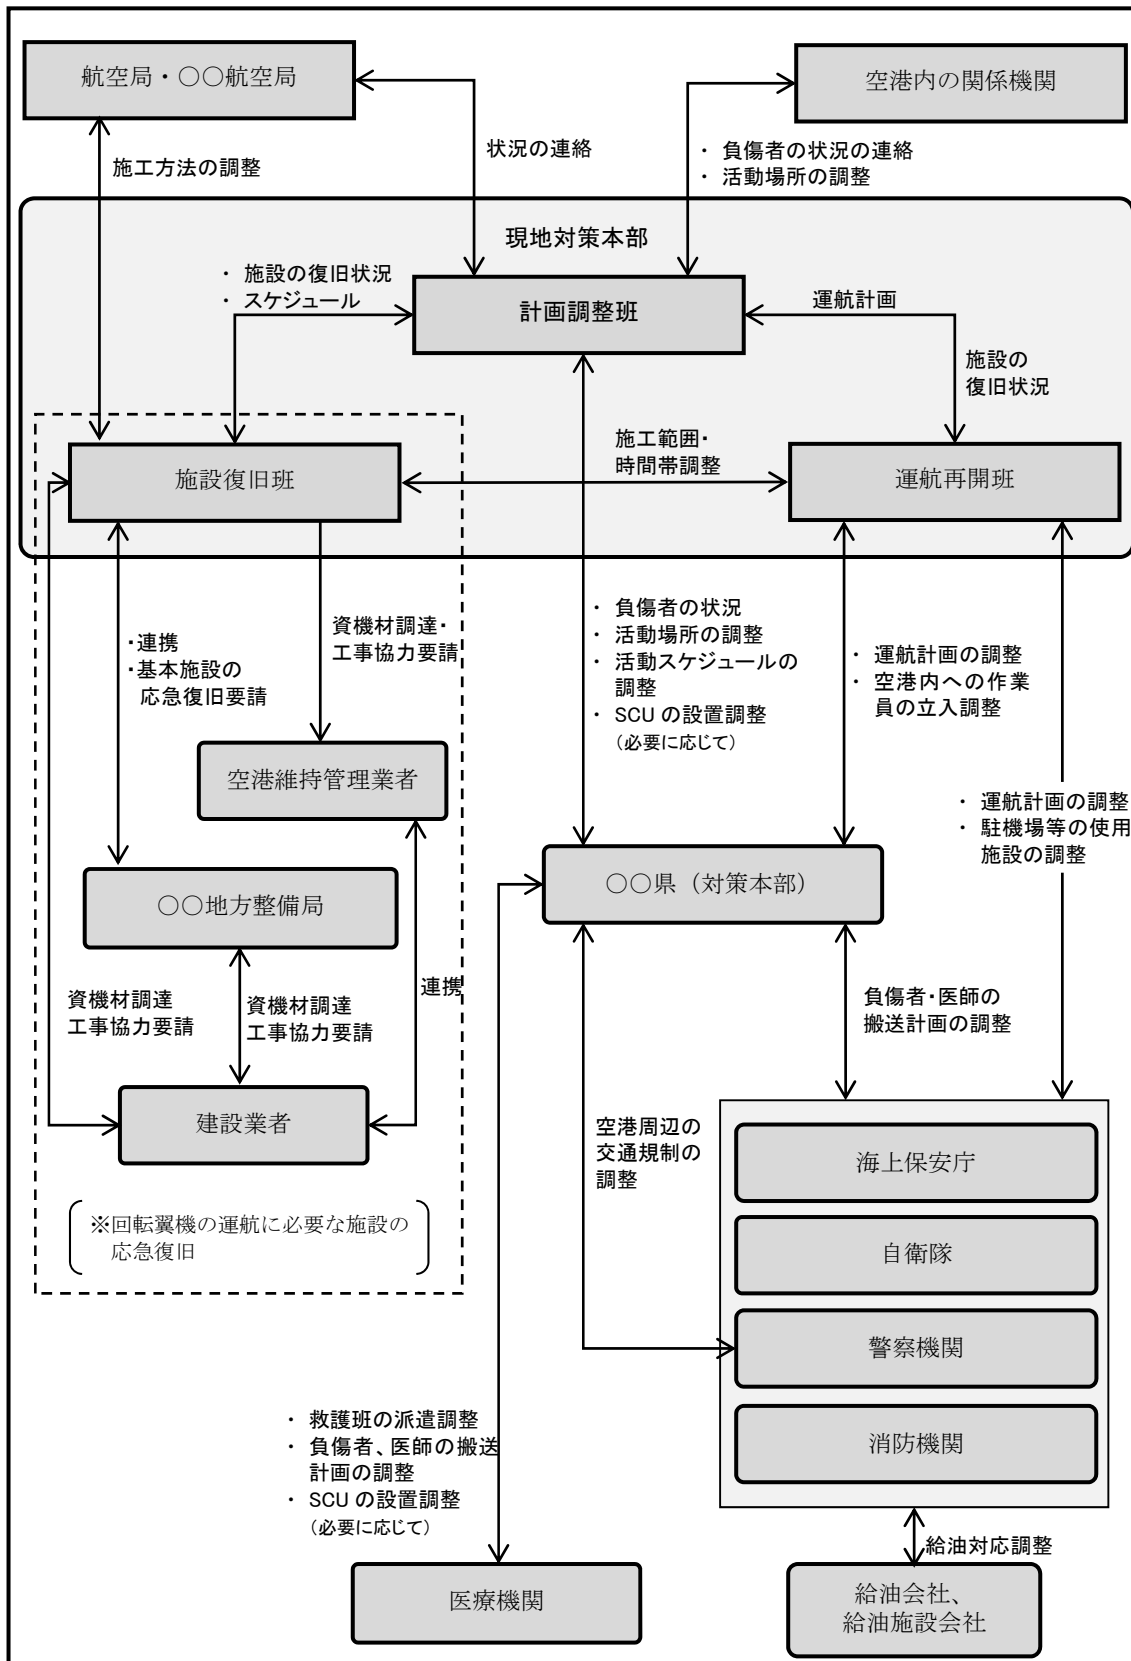 航空局・〇〇航空局
空港内の関係機関
状況の連絡
・ 負傷者の状況の連絡
・ 活動場所の調整
施工方法の調整
現地対策本部
・ 施設の復旧状況
・ スケジュール
計画調整班
運航計画
施設の
復旧状況
施設復旧班
施工範囲・
時間帯調整
運航再開班
・連携
・基本施設の
応急復旧要請
資機材調達・
工事協力要請
・ 負傷者の状況
・ 活動場所の調整
・ 活動スケジュールの
調整
・ SCU の設置調整
（必要に応じて）
・ 運航計画の調整
・ 空港内への作業
員の立入調整
空港維持管理業者
・ 運航計画の調整
・ 駐機場等の使用
施設の調整
〇〇地方整備局
〇〇県（対策本部）
資機材調達
工事協力要請
資機材調達
工事協力要請
連携
負傷者・医師の
搬送計画の調整
建設業者
空港周辺の
交通規制の
調整
海上保安庁
自衛隊
警察機関
消防機関
※回転翼機の運航に必要な施設の
応急復旧
・ 救護班の派遣調整
・ 負傷者、医師の搬送
計画の調整
・ SCU の設置調整
（必要に応じて）
給油対応調整
医療機関
給油会社、
給油施設会社